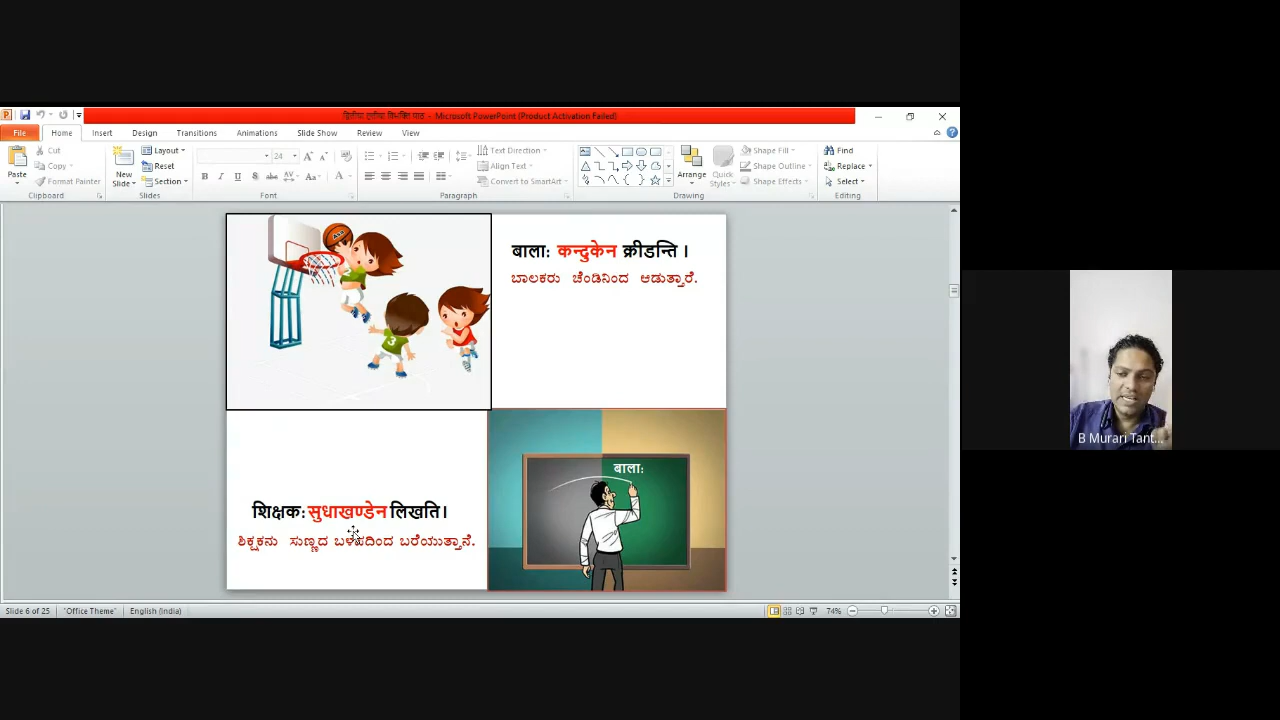 द्वितीया तृतीया विभक्ति पाठ - Microsoft PowerPoint (Product Activation Failed)
File Home Insert Design Transitions Animations Slide Show Review View
Cut
Copy
Format Painter
Paste
Clipboard
New Slide
Layout
Reset
Section
Slides
24
Font
Paragraph
Text Direction
Align Text
Convert to SmartArt
Arrange
Quick Styles
Shape Fill
Shape Outline
Shape Effects
Drawing
Find
Replace
Select
Editing
बाला: कन्दुकेन क्रीडन्ति ।
ಬಾಲಕರು ಚೆಂಡಿನಿಂದ ಆಡುತ್ತಾರೆ.
3
बाला:
शिक्षक: सुधाखण्डेन लिखति।
ಶಿಕ್ಷಕನು ಸುಣ್ಣದ ಬಳಪದಿಂದ ಬರೆಯುತ್ತಾನೆ.
B Murari Tant...
Slide 6 of 25 "Office Theme" English (India) 74%